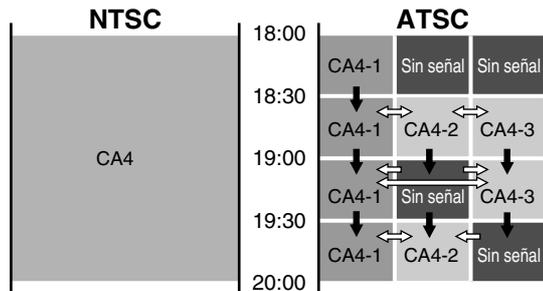 NTSC ATSC
18:00
CA4-1 Sin señal Sin señal
18:30
CA4-1 CA4-2 CA4-3
CA4 19:00
CA4-1 Sin señal CA4-3
19:30
CA4-1 CA4-2 Sin señal
20:00